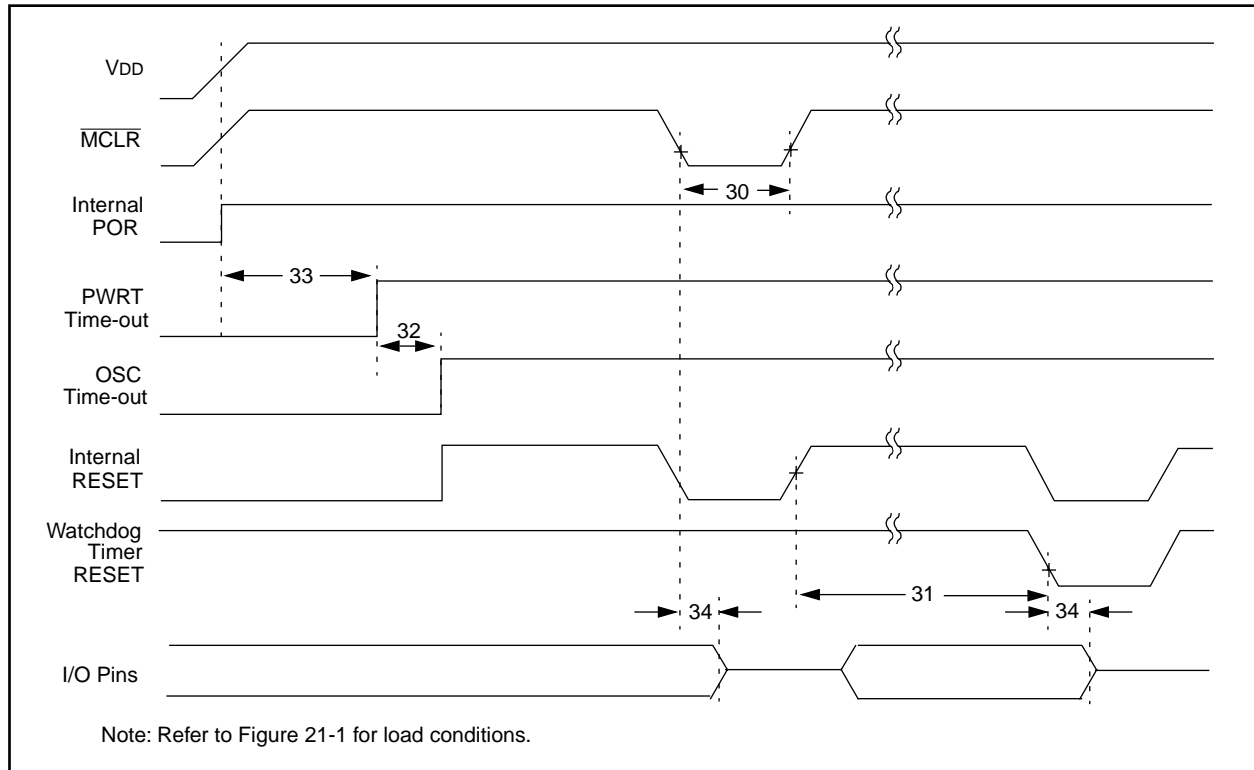 VDD
MCLR
30
Internal
POR
33
PWRT
Time-out
32
OSC
Time-out
Internal
RESET
Watchdog
Timer
RESET
31
34
34
I/O Pins
Note: Refer to Figure 21-1 for load conditions.